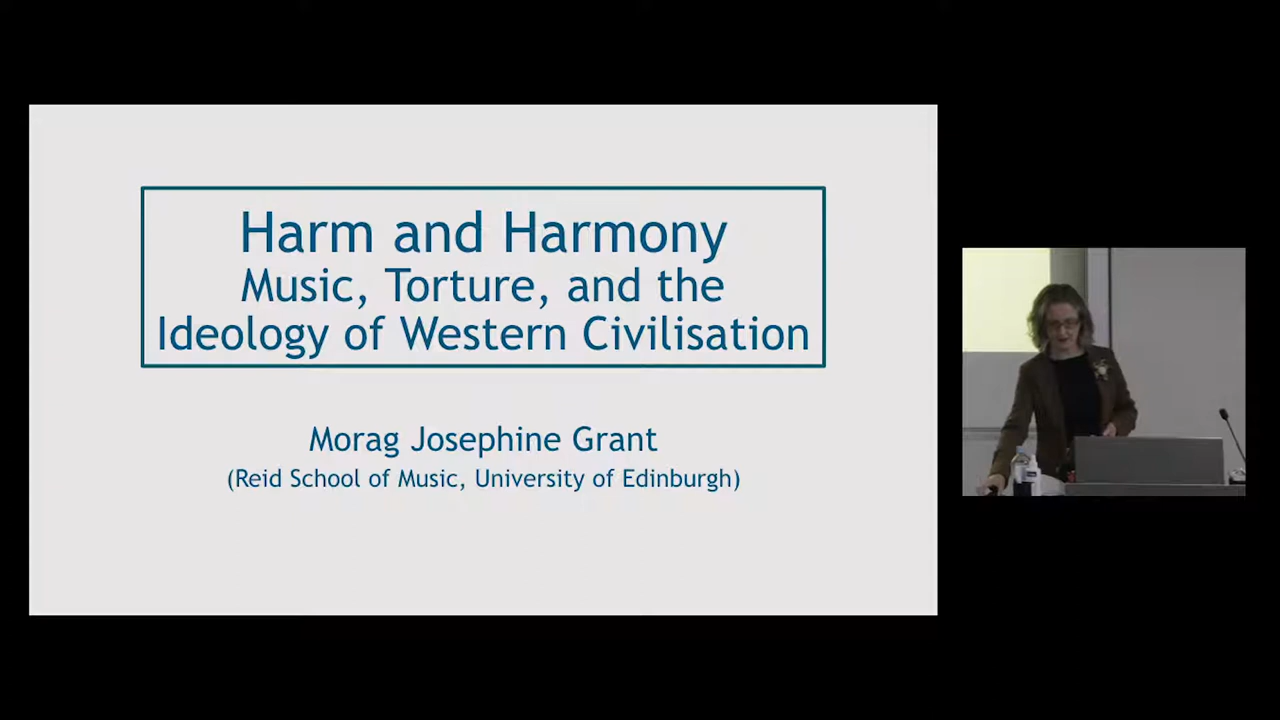 Harm and Harmony
Music, Torture, and the
Ideology of Western Civilisation
Morag Josephine Grant
(Reid School of Music, University of Edinburgh)